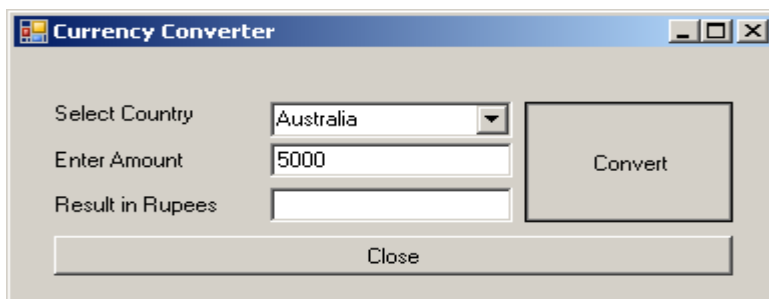 Currency Converter
Select Country Australia
Enter Amount 5000
Convert
Result in Rupees
Close